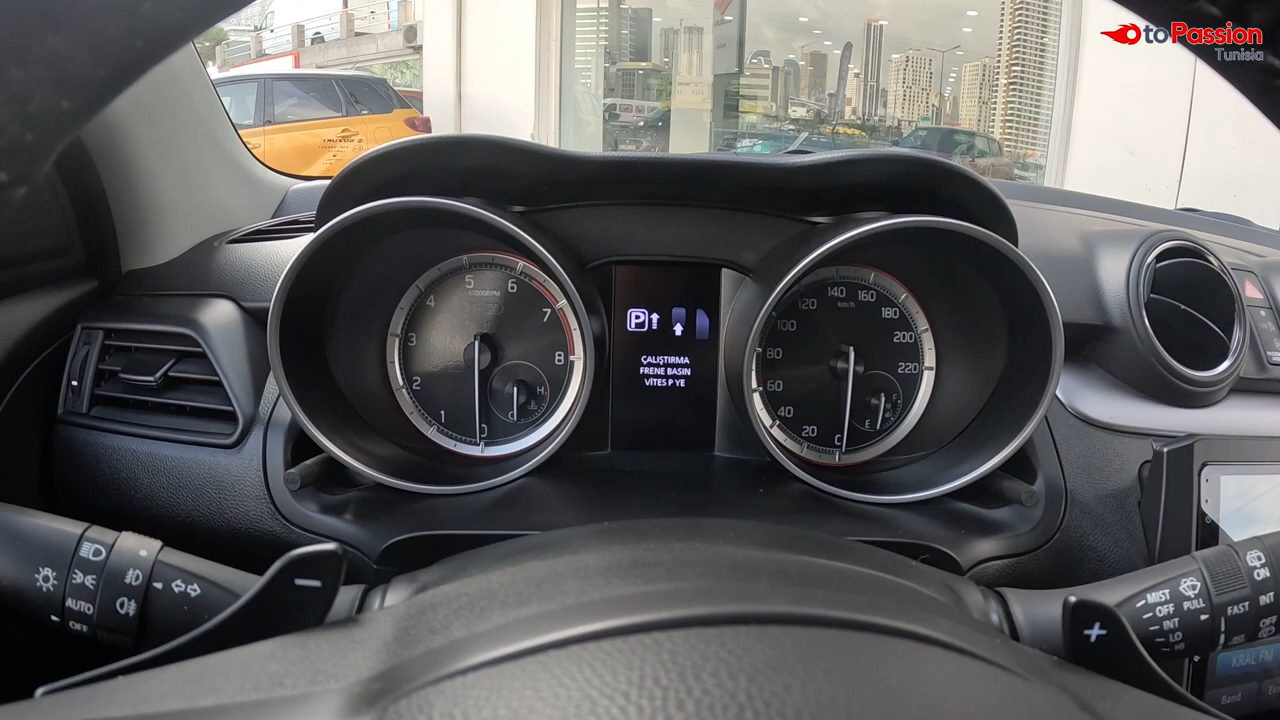 toPassion
Tunisia
SUZUKI
x1000RPM
1
2
3
4
5
6
7
8
0
H
C
P
ÇALIŞTIRMA
FRENE BASIN
VİTES P YE
km/h
0
20
40
60
80
100
120
140
160
180
200
220
F
E
AUTO
OFF
-
+
MIST
OFF
INT
LO
HI
PULL
FAST
INT
ON
OFF
KRAL FM
Band